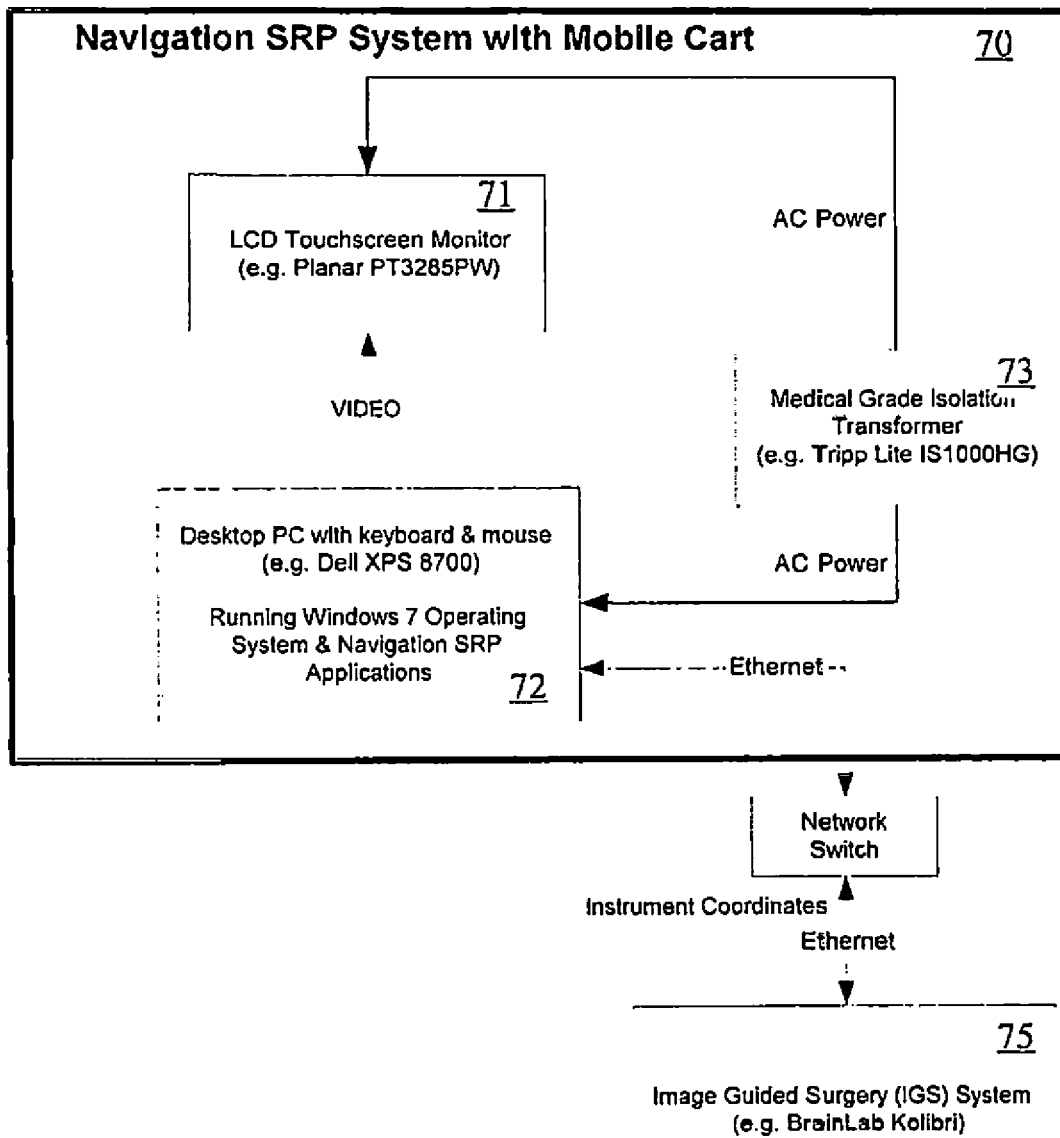 Navigation SRP System with Mobile Cart
70
71
LCD Touchscreen Monitor
(e.g. Planar PT3285PW)
AC Power
VIDEO
73
Medical Grade Isolation
Transformer
(e.g. Tripp Lite IS1000HG)
Desktop PC with keyboard & mouse
(e.g. Dell XPS 8700)
AC Power
Running Windows 7 Operating
System & Navigation SRP
Applications
72
Ethernet
Network
Switch
Instrument Coordinates
Ethernet
75
Image Guided Surgery (IGS) System
(e.g. BrainLab Kolibri)